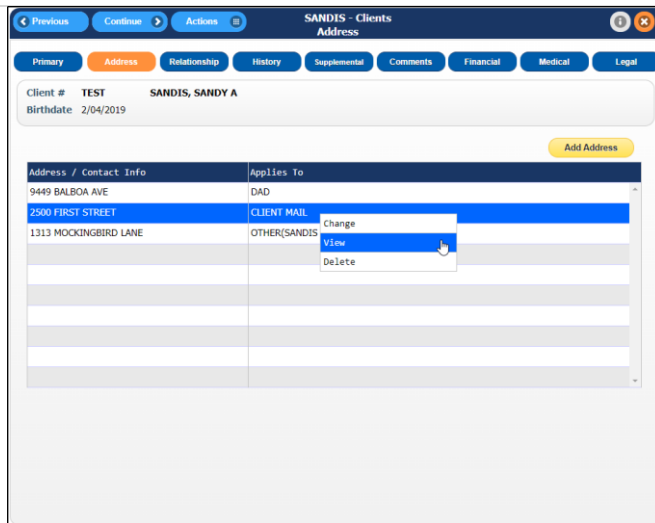 Previous Continue Actions SANDIS - Clients
Address
Primary Address Relationship History Supplemental Comments Financial Medical Legal
Client # TEST SANDIS, SANDY A
Birthdate 2/04/2019
Add Address
Address / Contact Info Applies To
9449 BALBOA AVE DAD
2500 FIRST STREET CLIENT MAIL
1313 MOCKINGBIRD LANE OTHER(SANDIS
Change
View
Delete